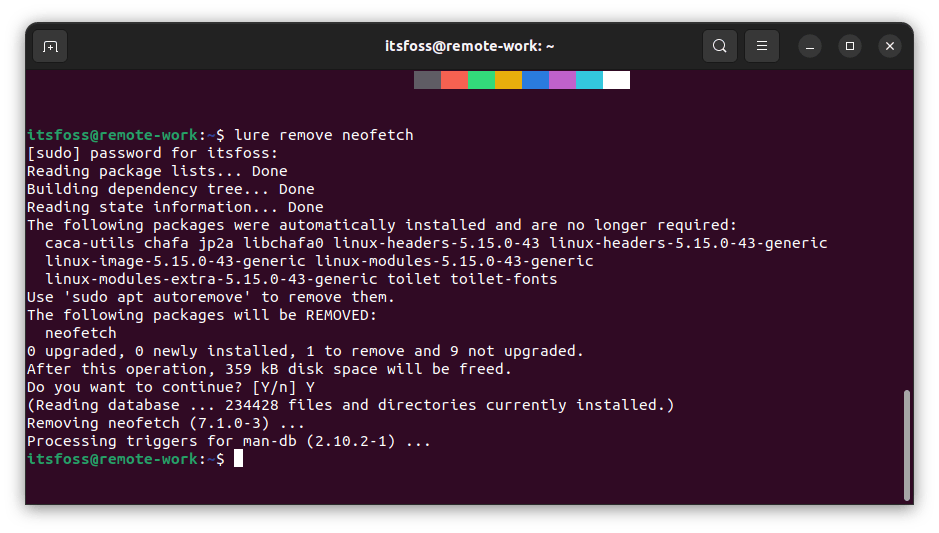 itsfoss@remote-work: ~
itsfoss@remote-work:~$ lure remove neofetch
[sudo] password for itsfoss:
Reading package lists... Done
Building dependency tree... Done
Reading state information... Done
The following packages were automatically installed and are no longer required:
  caca-utils chafa jp2a libchafa0 linux-headers-5.15.0-43 linux-headers-5.15.0-43-generic
  linux-image-5.15.0-43-generic linux-modules-5.15.0-43-generic
  linux-modules-extra-5.15.0-43-generic toilet toilet-fonts
Use 'sudo apt autoremove' to remove them.
The following packages will be REMOVED:
  neofetch
0 upgraded, 0 newly installed, 1 to remove and 9 not upgraded.
After this operation, 359 kB disk space will be freed.
Do you want to continue? [Y/n] Y
(Reading database ... 234428 files and directories currently installed.)
Removing neofetch (7.1.0-3) ...
Processing triggers for man-db (2.10.2-1) ...
itsfoss@remote-work:~$